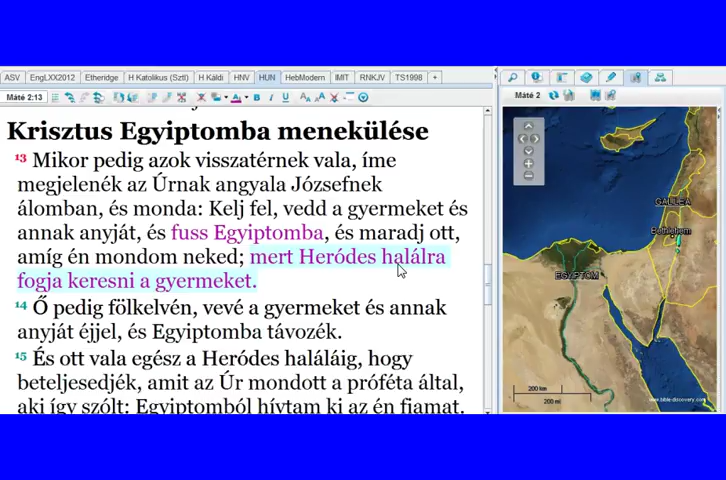 ASV EngLXX2012 Etheridge H Katolikus (SztI) H Káldi HNV HUN HebModern IMIT RNKJV TS1998 +
Máté 2:13
Máté 2
Krisztus Egyiptomba menekülése
13 Mikor pedig azok visszatérnek vala, íme
megjelenék az Úrnak angyala Józsefnek
álomban, és monda: Kelj fel, vedd a gyermeket és
annak anyját, és fuss Egyiptomba, és maradj ott,
amíg én mondom neked; mert Heródes halálra
fogja keresni a gyermeket.
14 Ő pedig fölkelvén, vevé a gyermeket és annak
anyját éjjel, és Egyiptomba távozék.
15 És ott vala egész a Heródes haláláig, hogy
beteljesedjék, amit az Úr mondott a próféta által,
aki így szólt: Egyiptomból hívtam ki az én fiamat.
GALILEA
Bethlehem
EGYIPTOM
200 km
200 mi
www.bible-discovery.com